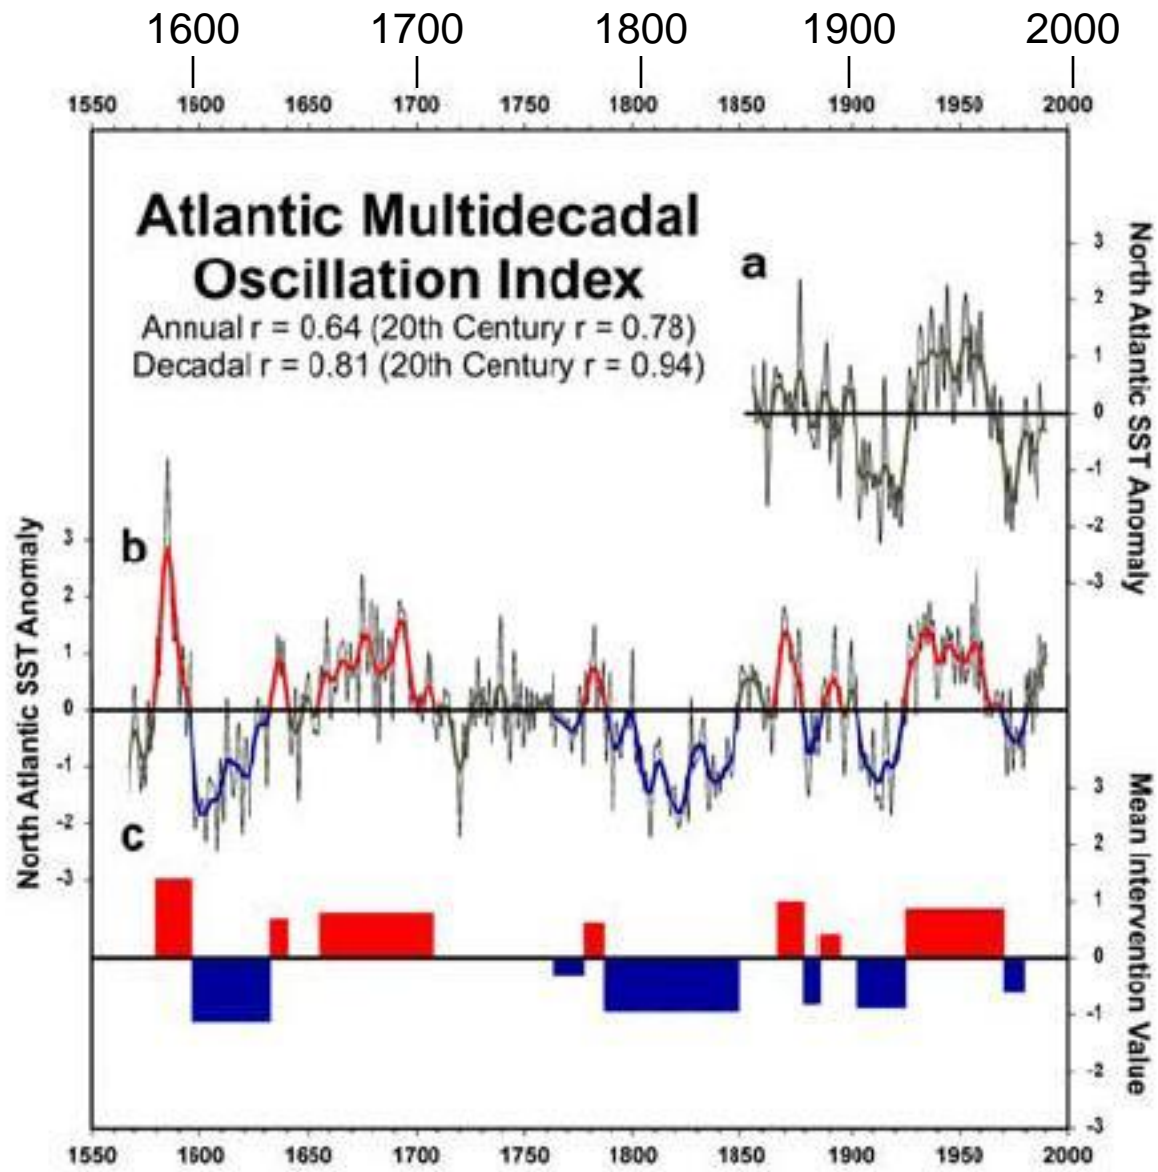 1600 1700 1800 1900 2000
1550 1600 1650 1700 1750 1800 1850 1900 1950 2000
Atlantic Multidecadal
Oscillation Index
Annual r = 0.64 (20th Century r = 0.78)
Decadal r = 0.81 (20th Century r = 0.94)
a
3
2
1
0
-1
-2
-3
North Atlantic SST Anomaly
b
3
2
1
0
-1
-2
-3
North Atlantic SST Anomaly
c
3
2
1
0
-1
-2
-3
Mean Intervention Value
1550 1600 1650 1700 1750 1800 1850 1900 1950 2000